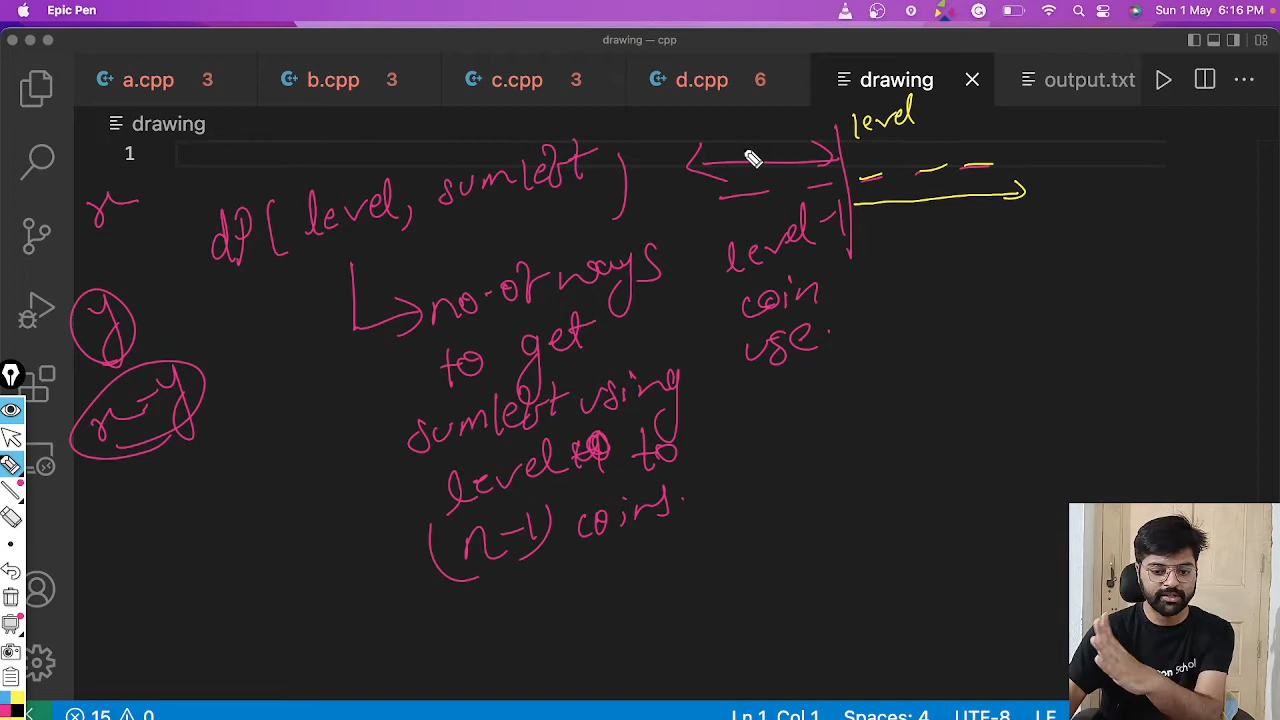 Epic Pen
Sun 1 May 6:16 PM
drawing — cpp
a.cpp 3
b.cpp 3
c.cpp 3
d.cpp 6
drawing
output.txt
drawing
1
level
x
dp(level, sumleft)
no. of ways
to get
sumleft using
level to
(n-1) coins.
level-1
coin
use.
y
x-y
on School
15 0
Ln 1, Col 1
Spaces: 4
UTF-8
LF